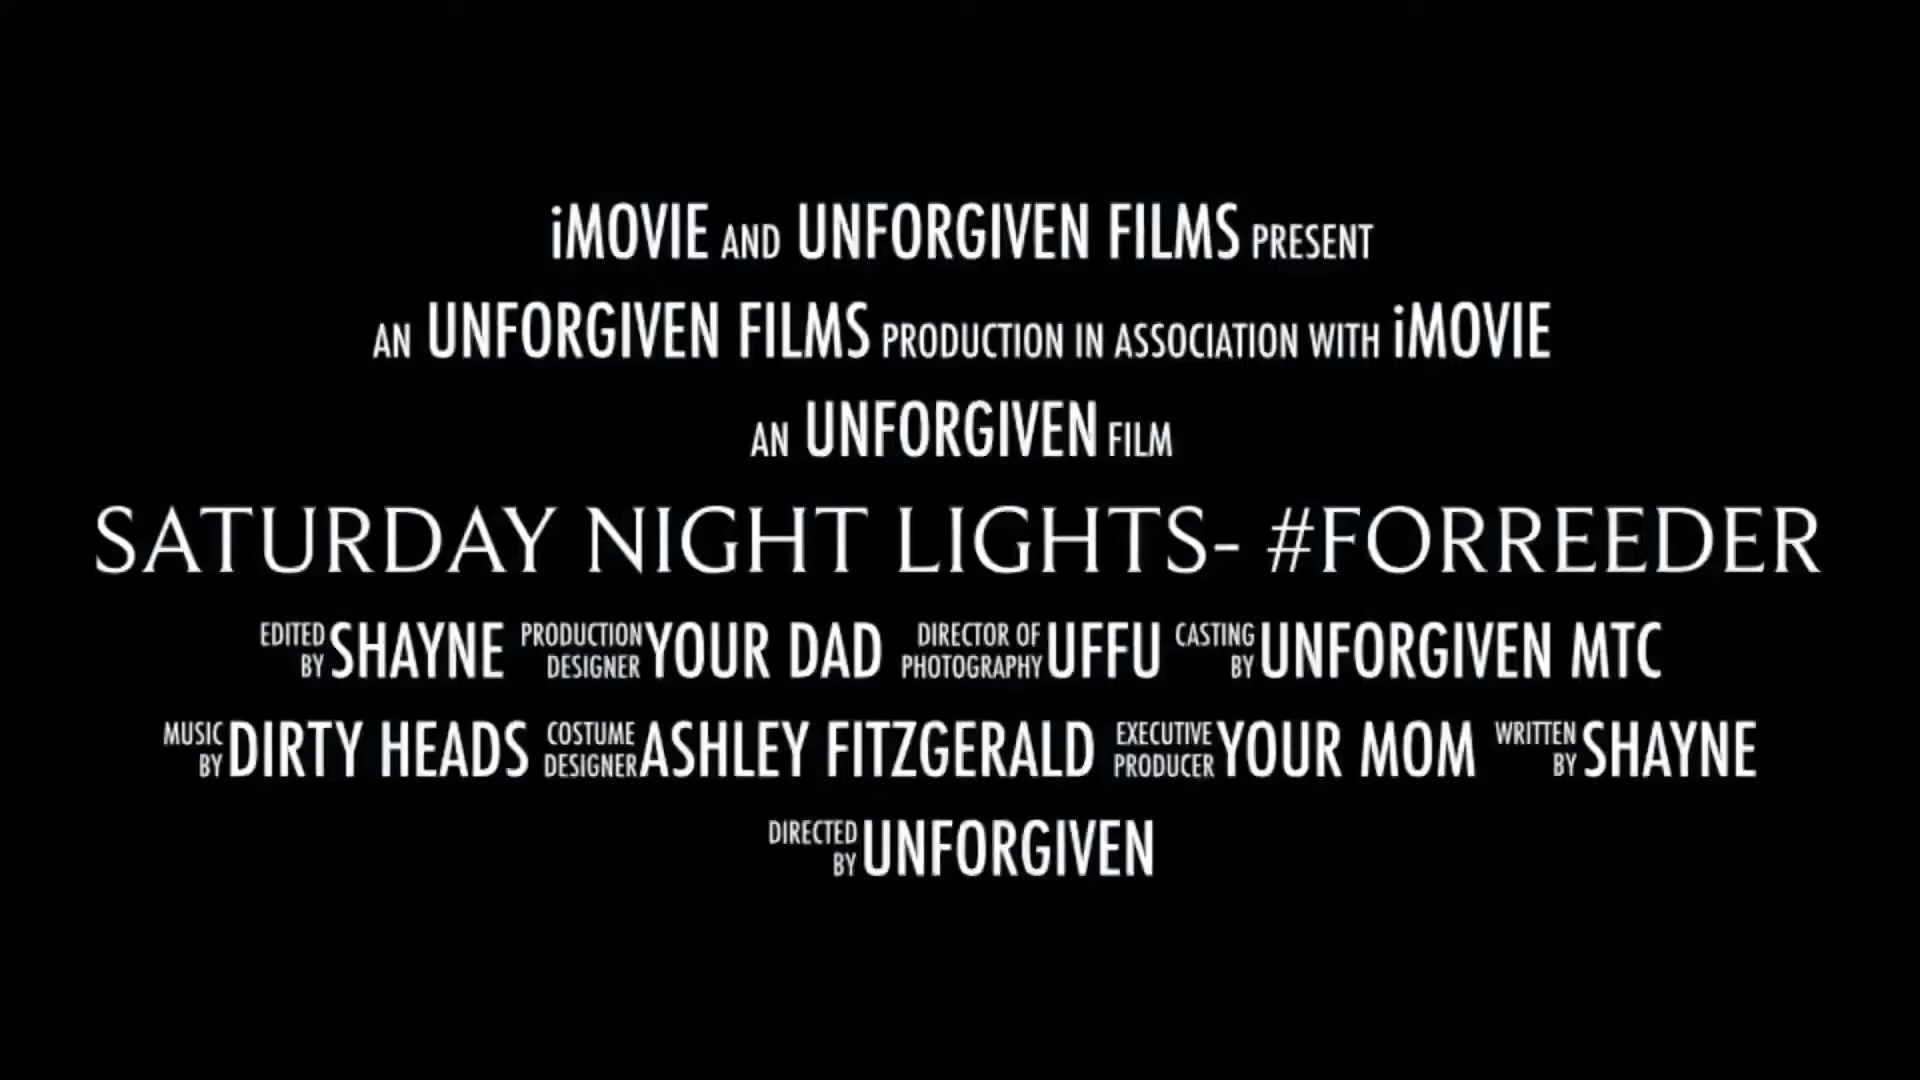 iMOVIE AND UNFORGIVEN FILMS PRESENT
AN UNFORGIVEN FILMS PRODUCTION IN ASSOCIATION WITH iMOVIE
AN UNFORGIVEN FILM
SATURDAY NIGHT LIGHTS- #FORREEDER
EDITED BY SHAYNE PRODUCTION DESIGNER YOUR DAD DIRECTOR OF PHOTOGRAPHY UFFU CASTING BY UNFORGIVEN MTC
MUSIC BY DIRTY HEADS COSTUME DESIGNER ASHLEY FITZGERALD EXECUTIVE PRODUCER YOUR MOM WRITTEN BY SHAYNE
DIRECTED BY UNFORGIVEN